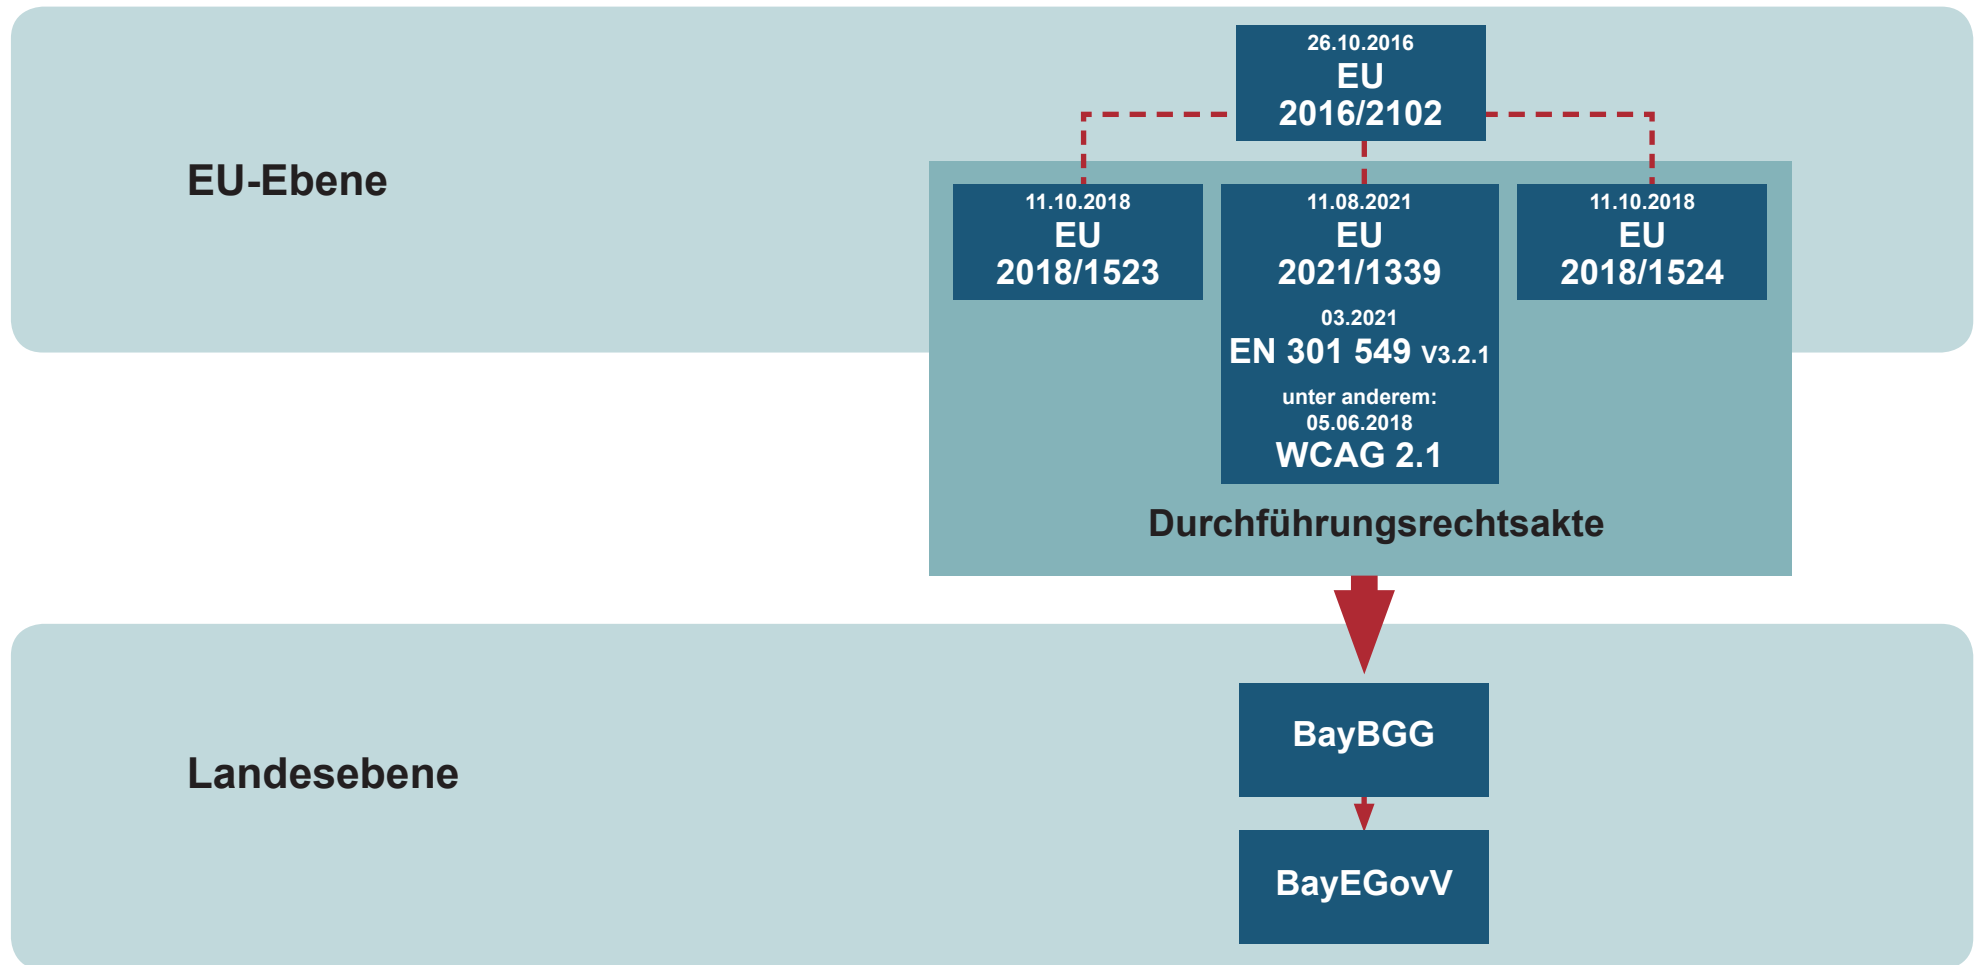 EU-Ebene
26.10.2016
EU
2016/2102
11.10.2018
EU
2018/1523
11.08.2021
EU
2021/1339
03.2021
EN 301 549 V3.2.1
unter anderem:
05.06.2018
WCAG 2.1
11.10.2018
EU
2018/1524
Durchführungsrechtsakte
Landesebene
BayBGG
BayEGovV